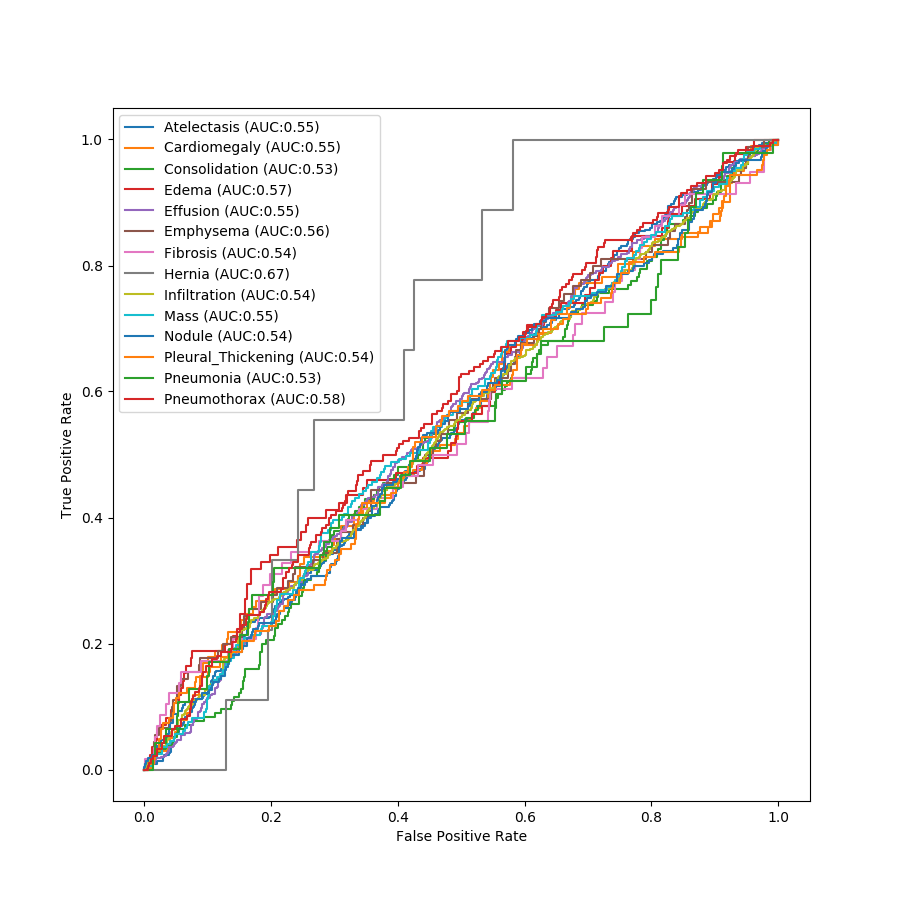 Atelectasis (AUC:0.55)
Cardiomegaly (AUC:0.55)
Consolidation (AUC:0.53)
Edema (AUC:0.57)
Effusion (AUC:0.55)
Emphysema (AUC:0.56)
Fibrosis (AUC:0.54)
Hernia (AUC:0.67)
Infiltration (AUC:0.54)
Mass (AUC:0.55)
Nodule (AUC:0.54)
Pleural_Thickening (AUC:0.54)
Pneumonia (AUC:0.53)
Pneumothorax (AUC:0.58)
1.0
0.8
0.6
0.4
0.2
0.0
True Positive Rate
0.0 0.2 0.4 0.6 0.8 1.0
False Positive Rate